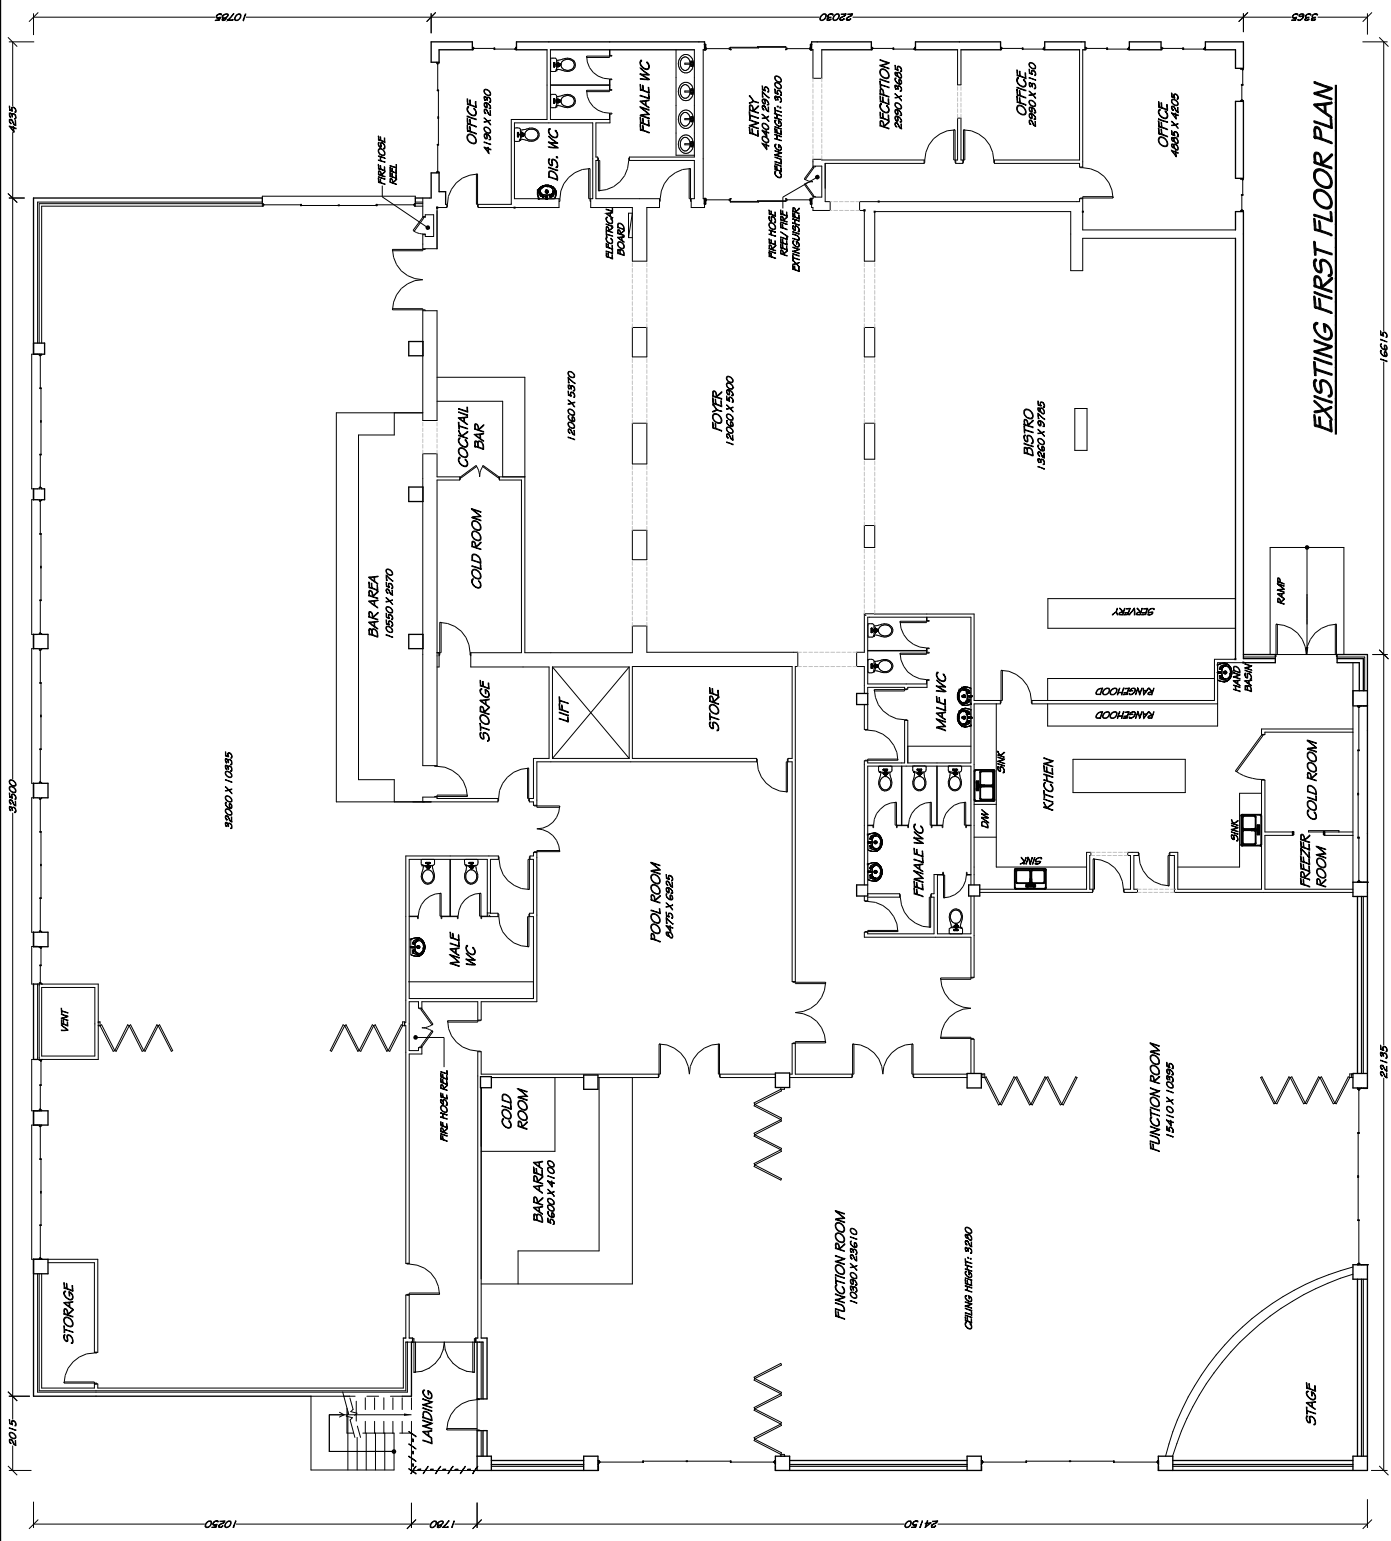 10785
22030
3365
4235
32500
2015
16615
22135
10250
1780
24150
EXISTING FIRST FLOOR PLAN
FIRE HOSE
REEL
OFFICE
4190 X 2930
DIS. WC
FEMALE WC
ENTRY
4040 X 2975
CEILING HEIGHT: 3500
RECEPTION
2990 X 3685
OFFICE
2990 X 3150
OFFICE
4885 X 4205
ELECTRICAL
BOARD
FIRE HOSE
REEL/ FIRE
EXTINGUISHER
COCKTAIL
BAR
12060 X 5370
FOYER
12060 X 5900
BISTRO
13260 X 9785
BAR AREA
10550 X 2570
COLD ROOM
SERVERY
RAMP
STORAGE
LIFT
STORE
MALE WC
RANGEHOOD
RANGEHOOD
HAND
BASIN
32060 X 10335
SINK
KITCHEN
COLD ROOM
D/W
SINK
SINK
FREEZER
ROOM
FEMALE WC
POOL ROOM
8475 X 6925
MALE
WC
VENT
FIRE HOSE REEL
COLD
ROOM
BAR AREA
5600 X 4100
FUNCTION ROOM
15410 X 10395
FUNCTION ROOM
10390 X 23610
CEILING HEIGHT: 3280
STORAGE
LANDING
STAGE